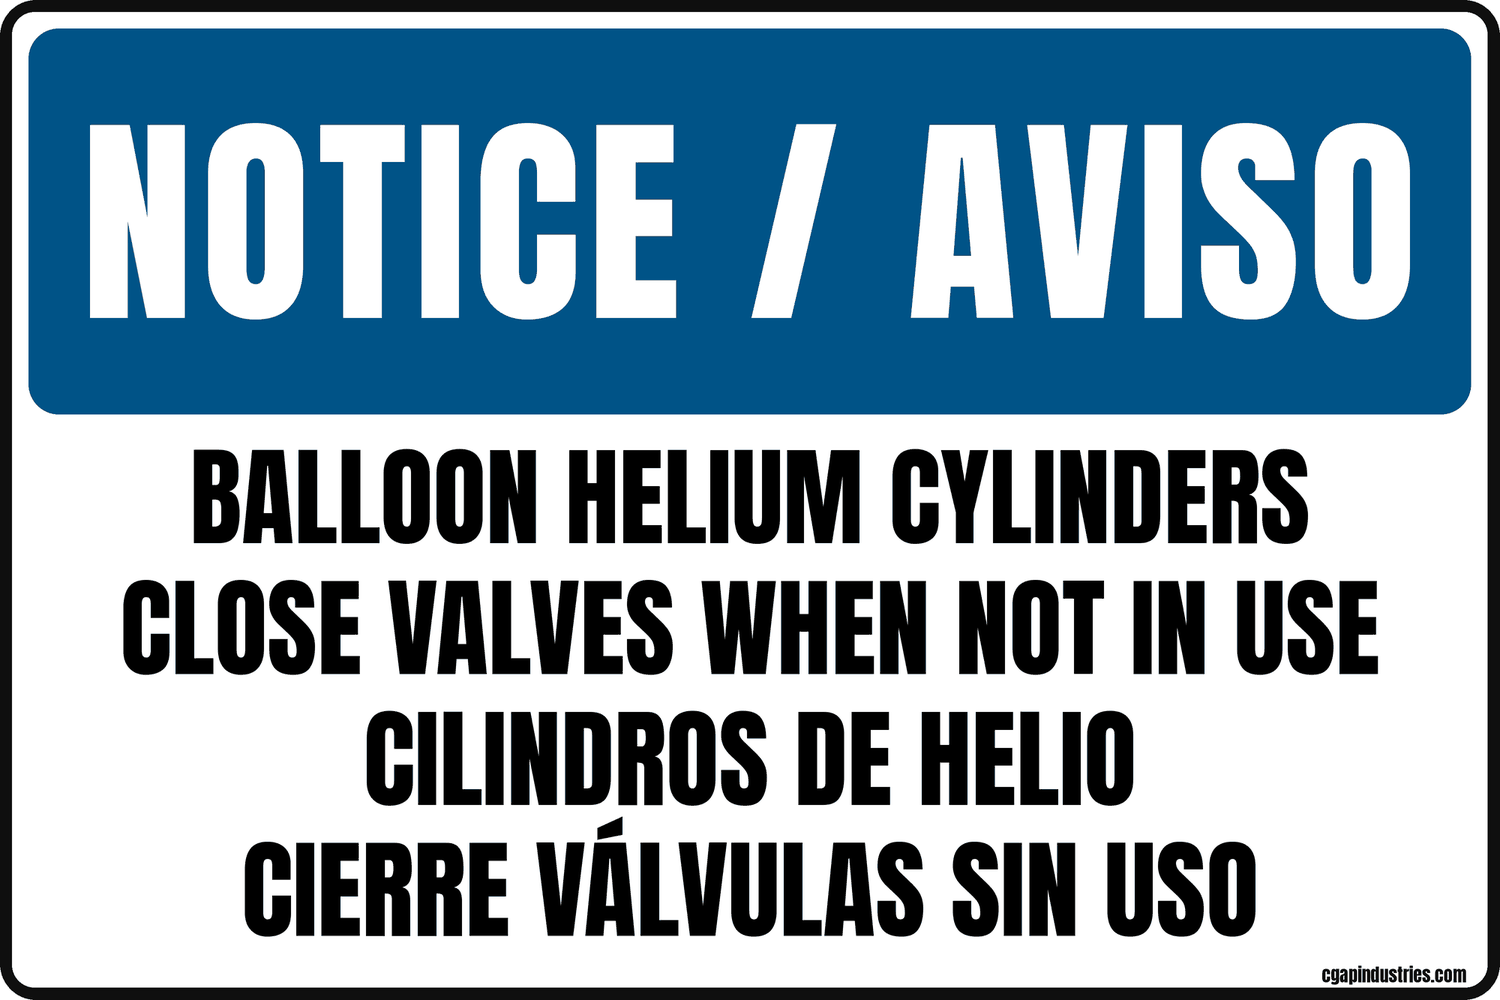 NOTICE / AVISO
BALLOON HELIUM CYLINDERS
CLOSE VALVES WHEN NOT IN USE
CILINDROS DE HELIO
CIERRE VÁLVULAS SIN USO
cgapindustries.com